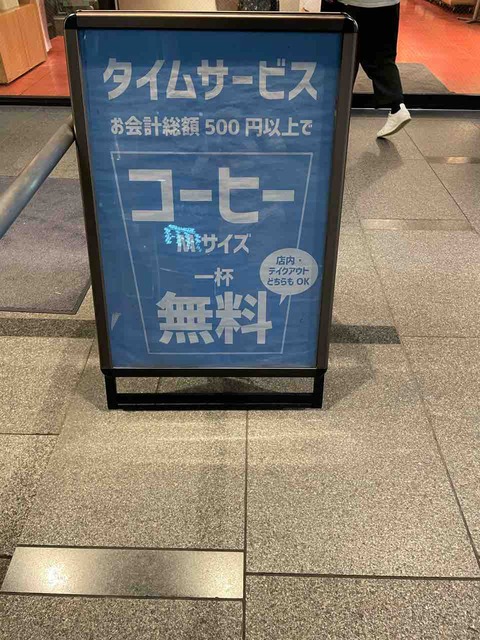 タイムサービス
お会計総額 500 円以上で
コーヒー
サイズ
一杯
無料
店内・
テイクアウト
どちらも OK